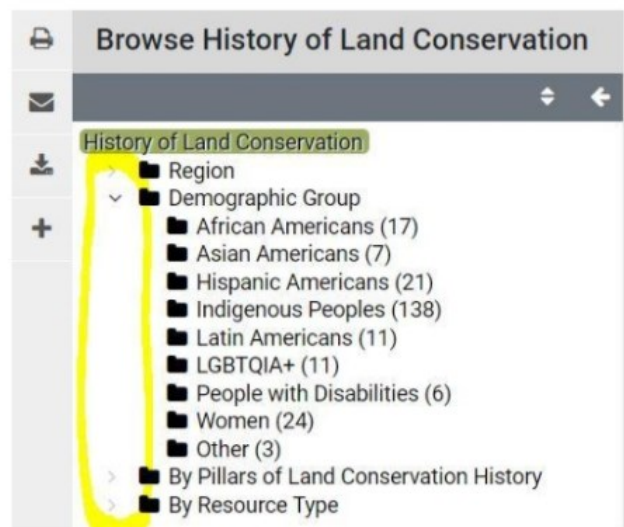 Browse History of Land Conservation
History of Land Conservation
Region
Demographic Group
African Americans (17)
Asian Americans (7)
Hispanic Americans (21)
Indigenous Peoples (138)
Latin Americans (11)
LGBTQIA+ (11)
People with Disabilities (6)
Women (24)
Other (3)
By Pillars of Land Conservation History
By Resource Type